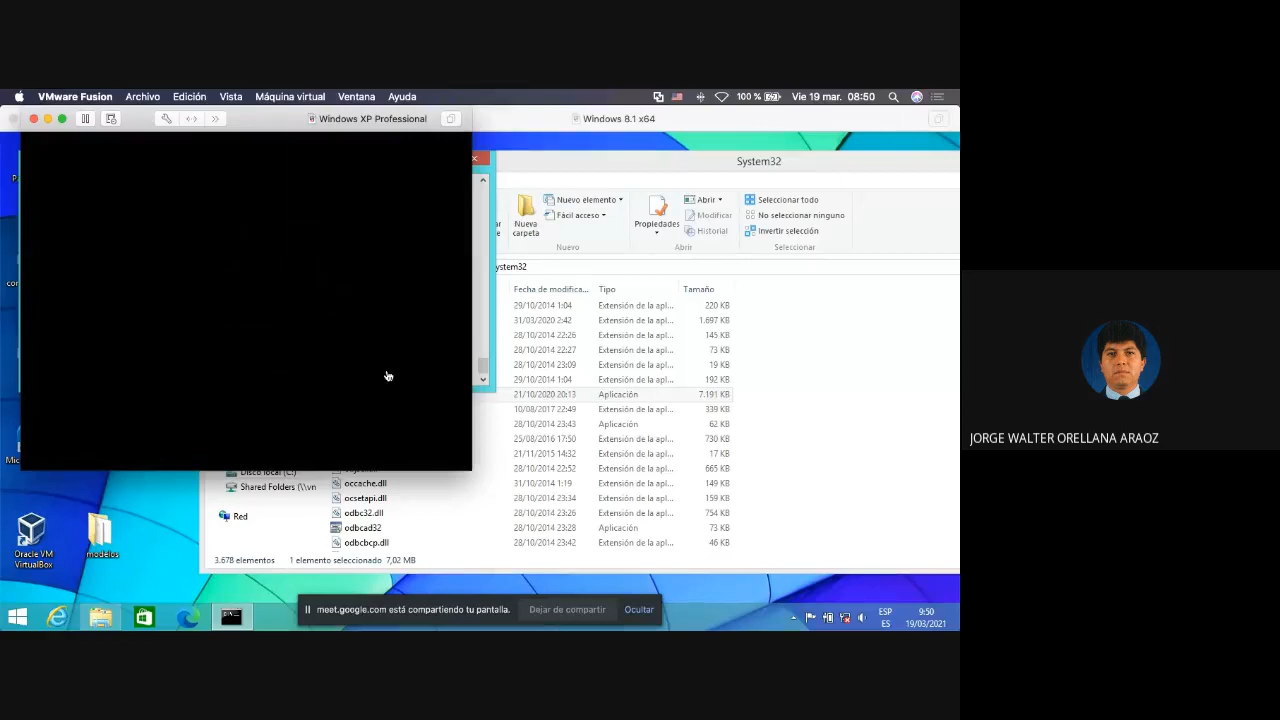 VMware Fusion Archivo Edición Vista Máquina virtual Ventana Ayuda 100 % Vie 19 mar. 08:50
Windows XP Professional
Windows 8.1 x64
System32
Nueva carpeta
Nuevo elemento
Fácil acceso
Nuevo
Propiedades
Abrir
Modificar
Historial
Abrir
Seleccionar todo
No seleccionar ninguno
Invertir selección
Seleccionar
ystem32
Fecha de modifica... Tipo Tamaño
29/10/2014 1:04 Extensión de la apl... 220 KB
31/03/2020 2:42 Extensión de la apl... 1.697 KB
28/10/2014 22:26 Extensión de la apl... 145 KB
28/10/2014 22:27 Extensión de la apl... 73 KB
28/10/2014 23:09 Extensión de la apl... 19 KB
29/10/2014 1:04 Extensión de la apl... 192 KB
21/10/2020 20:13 Aplicación 7.191 KB
10/08/2017 22:49 Extensión de la apl... 339 KB
28/10/2014 23:43 Aplicación 62 KB
25/08/2016 17:50 Extensión de la apl... 730 KB
21/11/2015 14:32 Extensión de la apl... 17 KB
28/10/2014 22:52 Extensión de la apl... 665 KB
Disco local (C:)
occache.dll 31/10/2014 1:19 Extensión de la apl... 149 KB
Shared Folders (\\vn
ocsetapi.dll 28/10/2014 23:34 Extensión de la apl... 159 KB
odbc32.dll 28/10/2014 23:26 Extensión de la apl... 754 KB
Red
odbcad32 28/10/2014 23:28 Aplicación 73 KB
odbcbcp.dll 28/10/2014 23:42 Extensión de la apl... 46 KB
3.678 elementos 1 elemento seleccionado 7,02 MB
Oracle VM VirtualBox
modelos
meet.google.com está compartiendo tu pantalla. Dejar de compartir Ocultar
ESP
ES
9:50
19/03/2021
JORGE WALTER ORELLANA ARAOZ